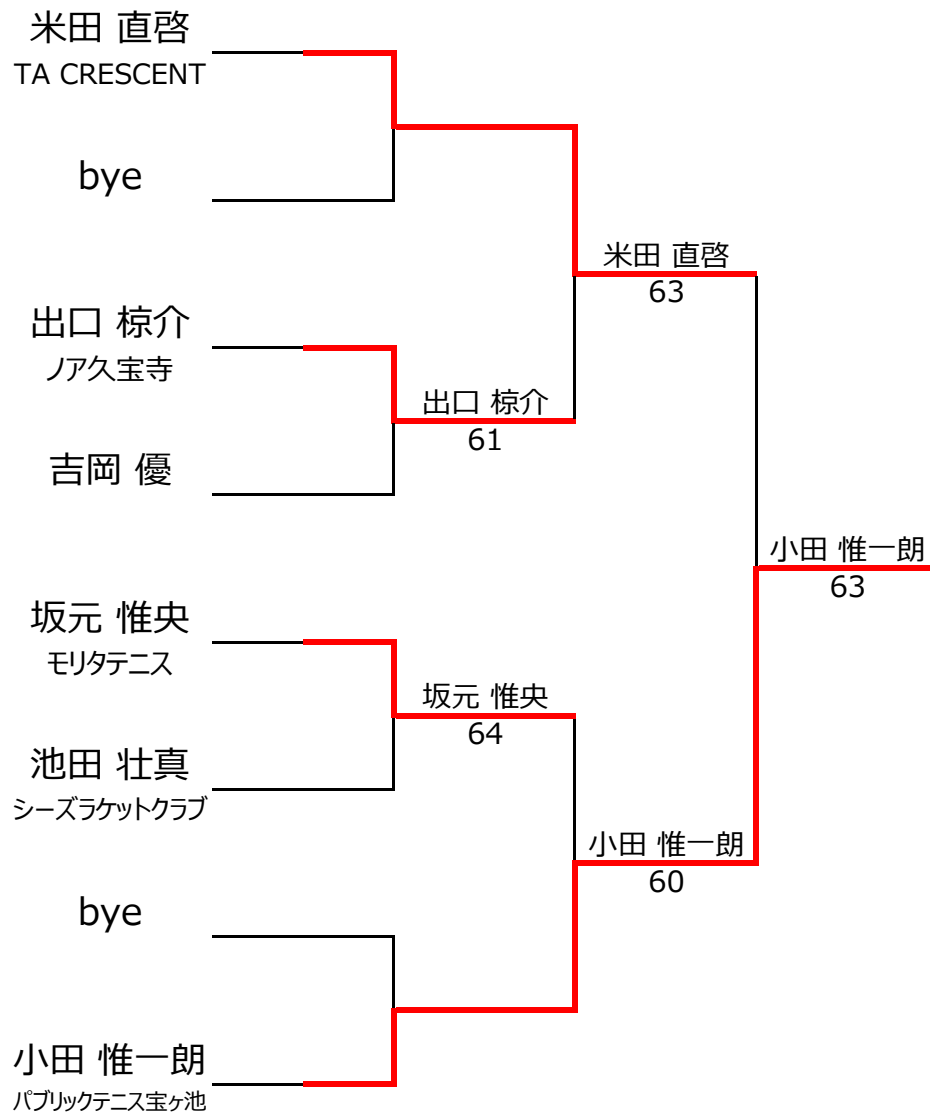 米田 直啓
TA CRESCENT
bye
出口 椋介
ノア久宝寺
吉岡 優
坂元 惟央
モリタテニス
池田 壮真
シーズラケットクラブ
bye
小田 惟一朗
パブリックテニス宝ヶ池
出口 椋介
61
坂元 惟央
64
米田 直啓
63
小田 惟一朗
60
小田 惟一朗
63